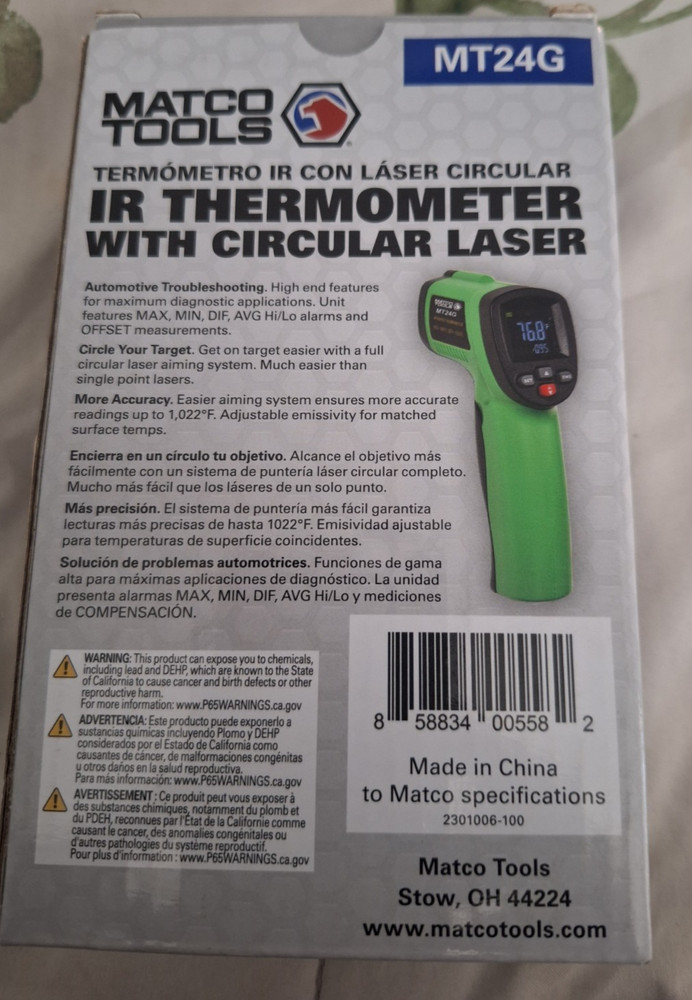 MT24G
MATCO
TOOLS
TERMÓMETRO IR CON LÁSER CIRCULAR
IR THERMOMETER
WITH CIRCULAR LASER
Automotive Troubleshooting. High end features
for maximum diagnostic applications. Unit
features MAX, MIN, DIF, AVG Hi/Lo alarms and
OFFSET measurements.
Circle Your Target. Get on target easier with a full
circular laser aiming system. Much easier than
single point lasers.
More Accuracy. Easier aiming system ensures more accurate
readings up to 1,022°F. Adjustable emissivity for matched
surface temps.
MT24G
76.8
Encierra en un círculo tu objetivo. Alcance el objetivo más
fácilmente con un sistema de puntería láser circular completo.
Mucho más fácil que los láseres de un solo punto.
Más precisión. El sistema de puntería más fácil garantiza
lecturas más precisas de hasta 1022°F. Emisividad ajustable
para temperaturas de superficie coincidentes.
Solución de problemas automotrices. Funciones de gama
alta para máximas aplicaciones de diagnóstico. La unidad
presenta alarmas MAX, MIN, DIF, AVG Hi/Lo y mediciones
de COMPENSACIÓN.
WARNING: This product can expose you to chemicals,
including lead and DEHP, which are known to the State
of California to cause cancer and birth defects or other
reproductive harm.
For more information: www.P65WARNINGS.ca.gov
ADVERTENCIA: Este producto puede exponerlo a
sustancias químicas incluyendo Plomo y DEHP
considerados por el Estado de California como
causantes de cáncer, de malformaciones congénitas
u otros daños en la salud reproductiva.
Para más información: www.P65WARNINGS.ca.gov
AVERTISSEMENT : Ce produit peut vous exposer à
des substances chimiques, notamment du plomb et
du PDEH, reconnues par l'État de la Californie comme
causant le cancer, des anomalies congénitales ou
d'autres pathologies du système reproductif.
Pour plus d'information : www.P65WARNINGS.ca.gov
8 58834 00558 2
Made in China
to Matco specifications
2301006-100
Matco Tools
Stow, OH 44224
www.matcotools.com